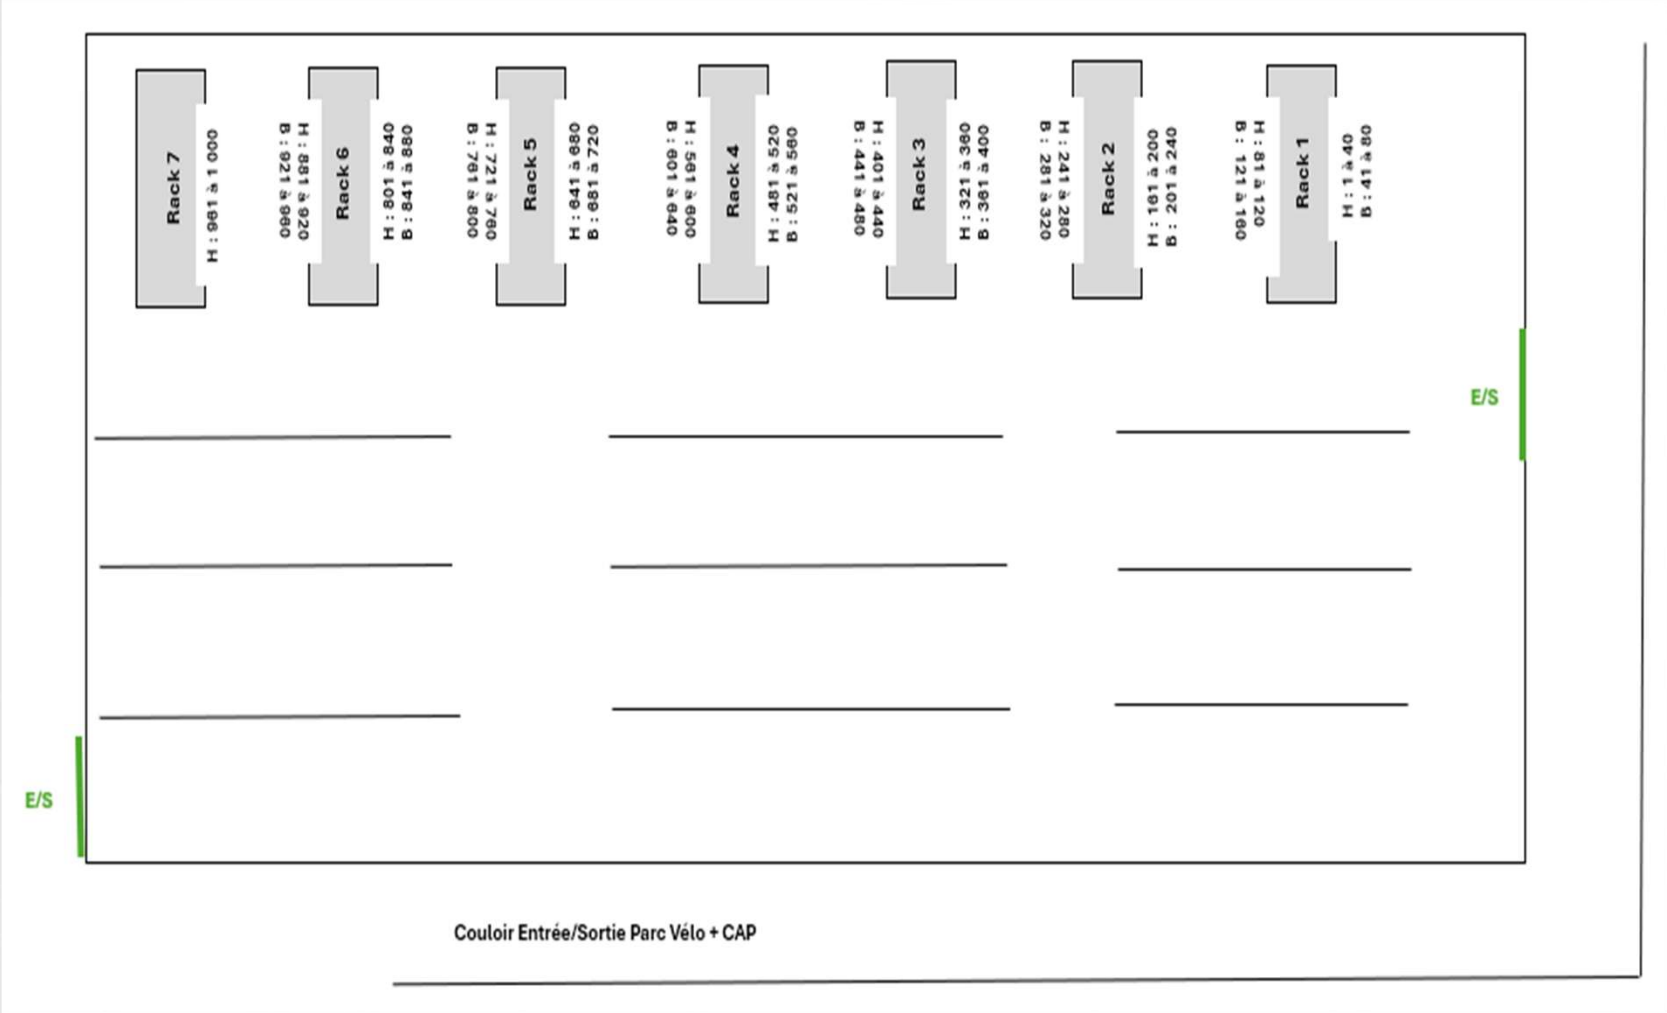 Rack 7
H : 961 à 1 000
H : 881 à 920
B : 921 à 960
Rack 6
H : 801 à 840
B : 841 à 880
H : 721 à 760
B : 761 à 800
Rack 5
H : 641 à 680
B : 681 à 720
H : 561 à 600
B : 601 à 640
Rack 4
H : 481 à 520
B : 521 à 560
H : 401 à 440
B : 441 à 480
Rack 3
H : 321 à 360
B : 361 à 400
H : 241 à 280
B : 281 à 320
Rack 2
H : 161 à 200
B : 201 à 240
H : 81 à 120
B : 121 à 160
Rack 1
H : 1 à 40
B : 41 à 80
E/S
E/S
Couloir Entrée/Sortie Parc Vélo + CAP